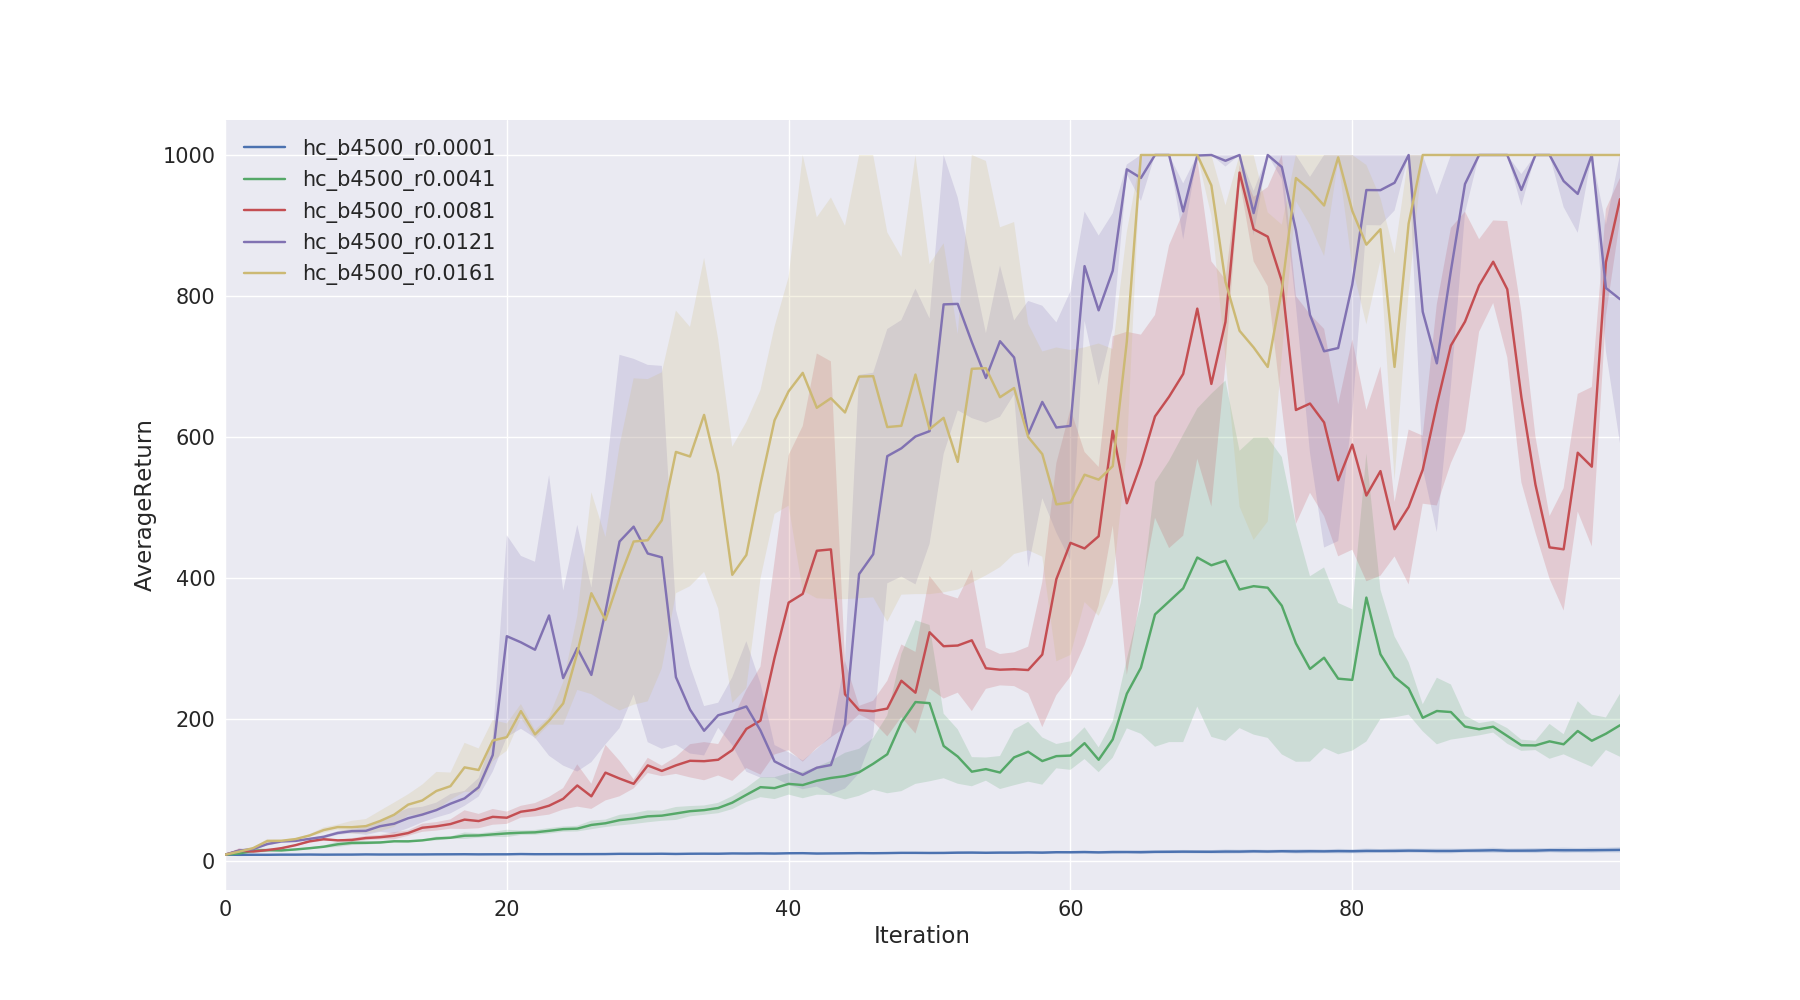 hc_b4500_r0.0001
hc_b4500_r0.0041
hc_b4500_r0.0081
hc_b4500_r0.0121
hc_b4500_r0.0161
1000
800
600
400
200
0
AverageReturn
0 20 40 60 80
Iteration